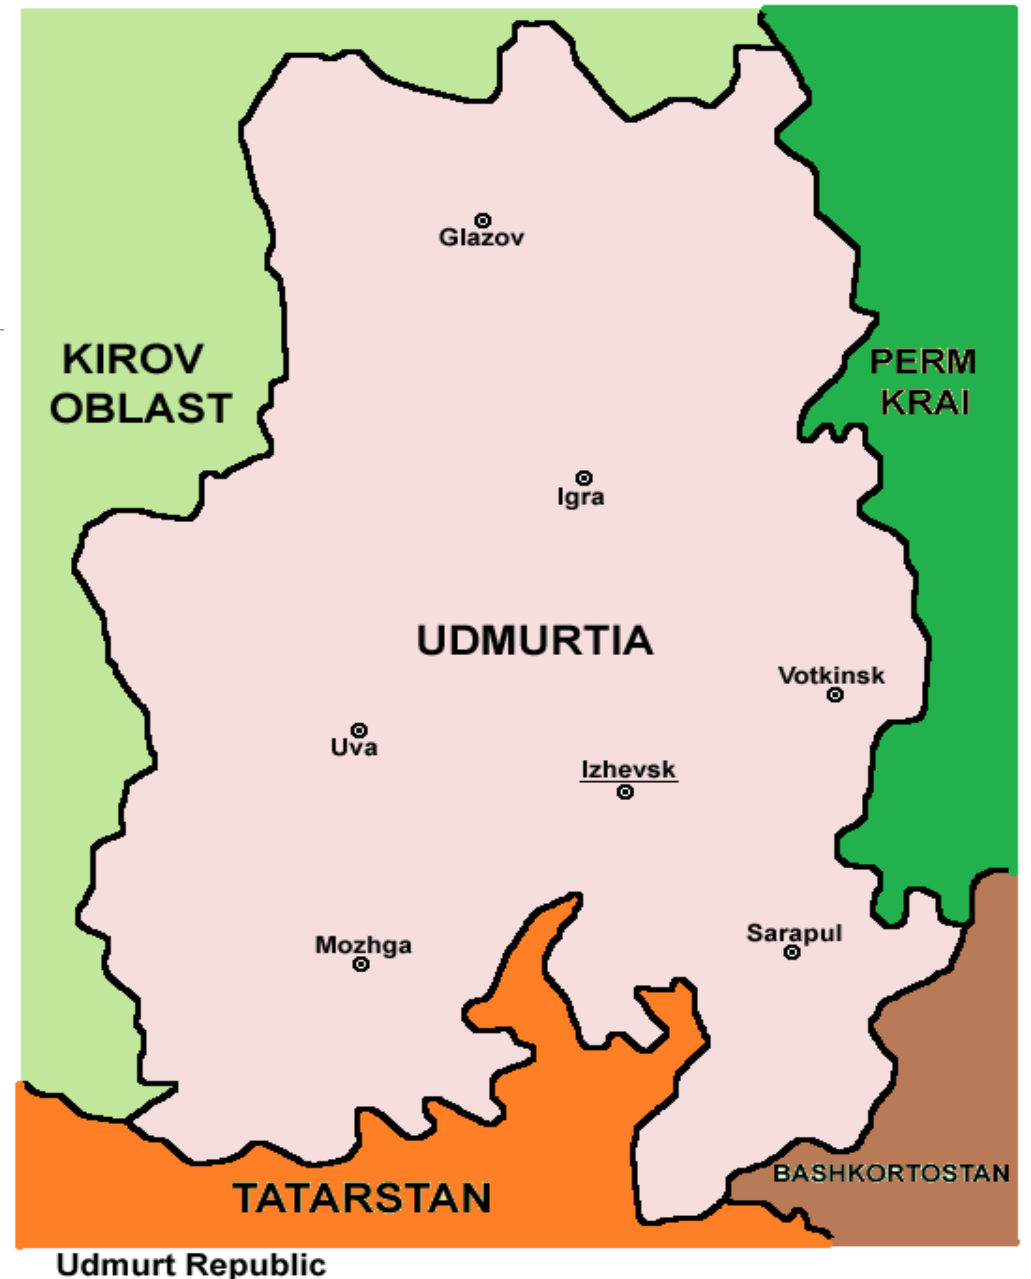 Glazov
KIROV
OBLAST
PERM
KRAI
Igra
UDMURTIA
Votkinsk
Uva
Izhevsk
Sarapul
Mozhga
BASHKORTOSTAN
TATARSTAN
Udmurt Republic